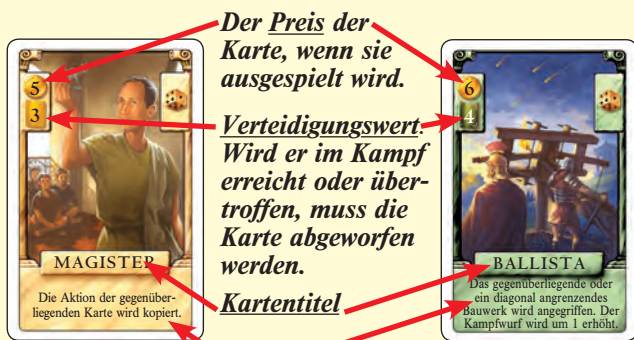 Der Preis der
Karte, wenn sie
ausgespielt wird.
Verteidigungswert.
Wird er im Kampf
erreicht oder über-
troffen, muss die
Karte abgeworfen
werden.
Kartentitel
5
3
MAGISTER
Die Aktion der gegenüber-
liegenden Karte wird kopiert.
6
4
BALLISTA
Das gegenüberliegende oder
ein diagonal angrenzendes
Bauwerk wird angegriffen. Der
Kampfwurf wird um 1 erhöht.